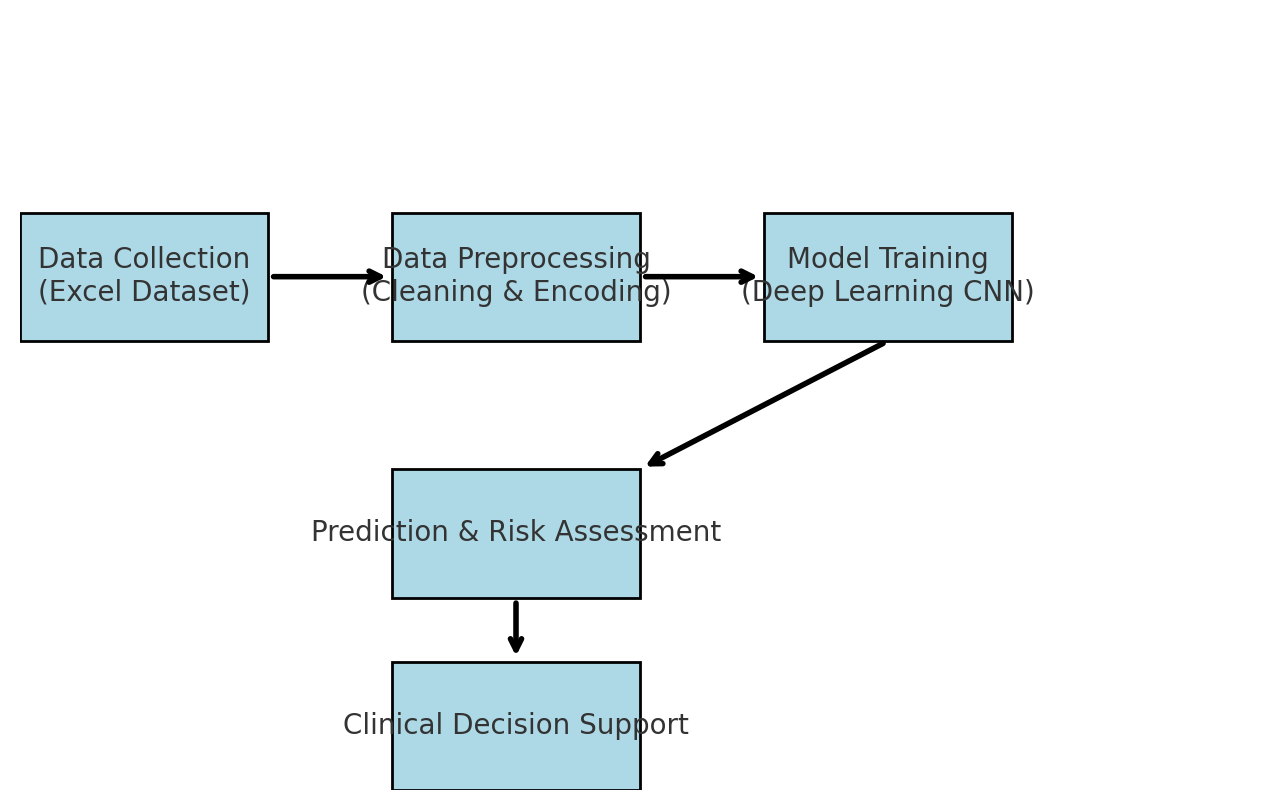 Data Collection
(Excel Dataset)
Data Preprocessing
(Cleaning & Encoding)
Model Training
(Deep Learning CNN)
Prediction & Risk Assessment
Clinical Decision Support